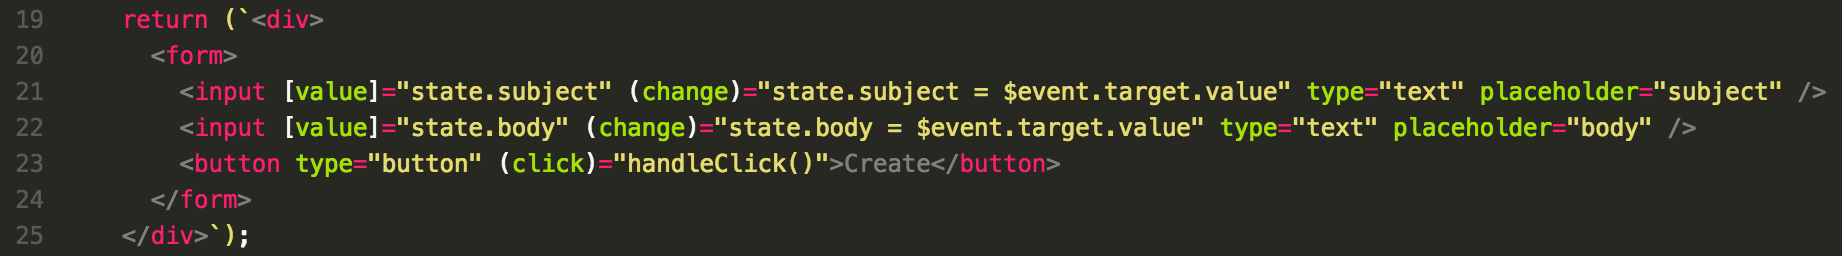 19 return (`<div>
20 <form>
21 <input [value]="state.subject" (change)="state.subject = $event.target.value" type="text" placeholder="subject" />
22 <input [value]="state.body" (change)="state.body = $event.target.value" type="text" placeholder="body" />
23 <button type="button" (click)="handleClick()">Create</button>
24 </form>
25 </div>`);